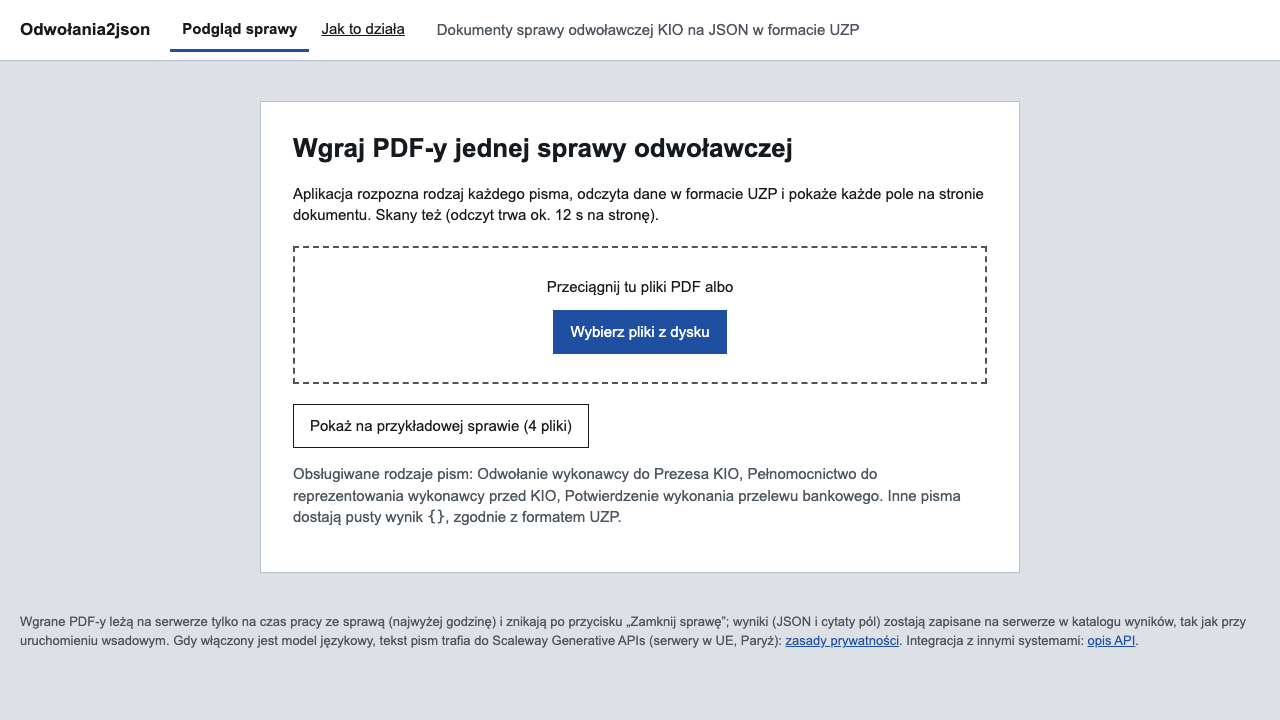 Odwołania2json
Podgląd sprawy
Jak to działa
Dokumenty sprawy odwoławczej KIO na JSON w formacie UZP
Wgraj PDF-y jednej sprawy odwoławczej
Aplikacja rozpozna rodzaj każdego pisma, odczyta dane w formacie UZP i pokaże każde pole na stronie
dokumentu. Skany też (odczyt trwa ok. 12 s na stronę).
Przeciągnij tu pliki PDF albo
Wybierz pliki z dysku
Pokaż na przykładowej sprawie (4 pliki)
Obsługiwane rodzaje pism: Odwołanie wykonawcy do Prezesa KIO, Pełnomocnictwo do
reprezentowania wykonawcy przed KIO, Potwierdzenie wykonania przelewu bankowego. Inne pisma
dostają pusty wynik {}, zgodnie z formatem UZP.
Wgrane PDF-y leżą na serwerze tylko na czas pracy ze sprawą (najwyżej godzinę) i znikają po przycisku „Zamknij sprawę”; wyniki (JSON i cytaty pól) zostają zapisane na serwerze w katalogu wyników, tak jak przy
uruchomieniu wsadowym. Gdy włączony jest model językowy, tekst pism trafia do Scaleway Generative APIs (serwery w UE, Paryż): zasady prywatności. Integracja z innymi systemami: opis API.